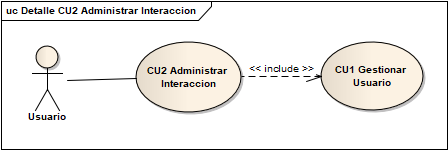 uc Detalle CU2 Administrar Interaccion
CU2 Administrar
Interaccion
<< include >>
CU1 Gestionar
Usuario
Usuario